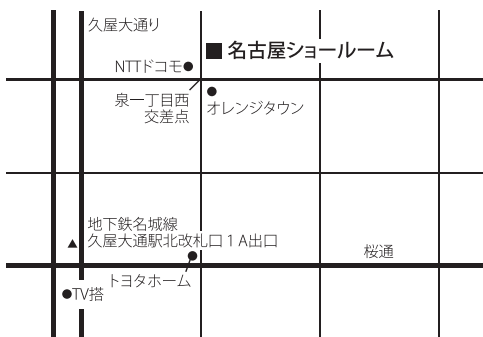 久屋大通り
名古屋ショールーム
NTTドコモ
泉一丁目西
交差点
オレンジタウン
地下鉄名城線
久屋大通駅北改札口 1 A出口
桜通
トヨタホーム
TV搭